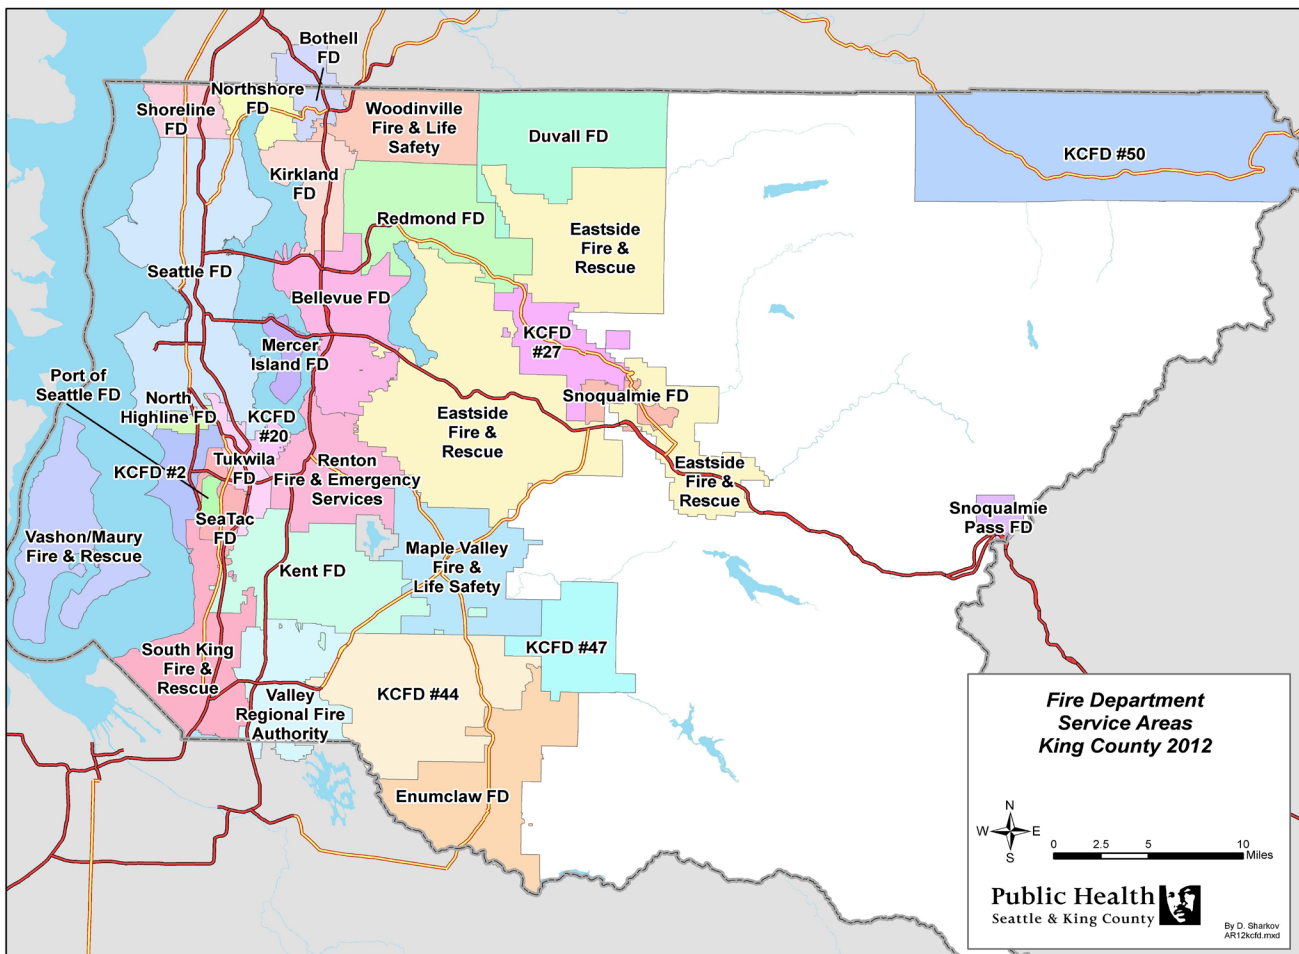 Bothell
FD
Northshore
FD
Shoreline
FD
Woodinville
Fire & Life
Safety
Duvall FD
KCFD #50
Kirkland
FD
Redmond FD
Eastside
Fire &
Rescue
Seattle FD
Bellevue FD
Mercer
Island FD
KCFD
#27
Port of
Seattle FD
North
Highline FD
KCFD
#20
Snoqualmie FD
Eastside
Fire &
Rescue
KCFD #2
Tukwila
FD
Renton
Fire & Emergency
Services
Eastside
Fire &
Rescue
SeaTac
FD
Snoqualmie
Pass FD
Vashon/Maury
Fire & Rescue
Kent FD
Maple Valley
Fire &
Life Safety
South King
Fire &
Rescue
KCFD #47
Valley
Regional Fire
Authority
KCFD #44
Enumclaw FD
Fire Department
Service Areas
King County 2012
N
W E
S
0 2.5 5 10
Miles
Public Health
Seattle & King County
By D. Sharkov
AR12kcfd.mxd